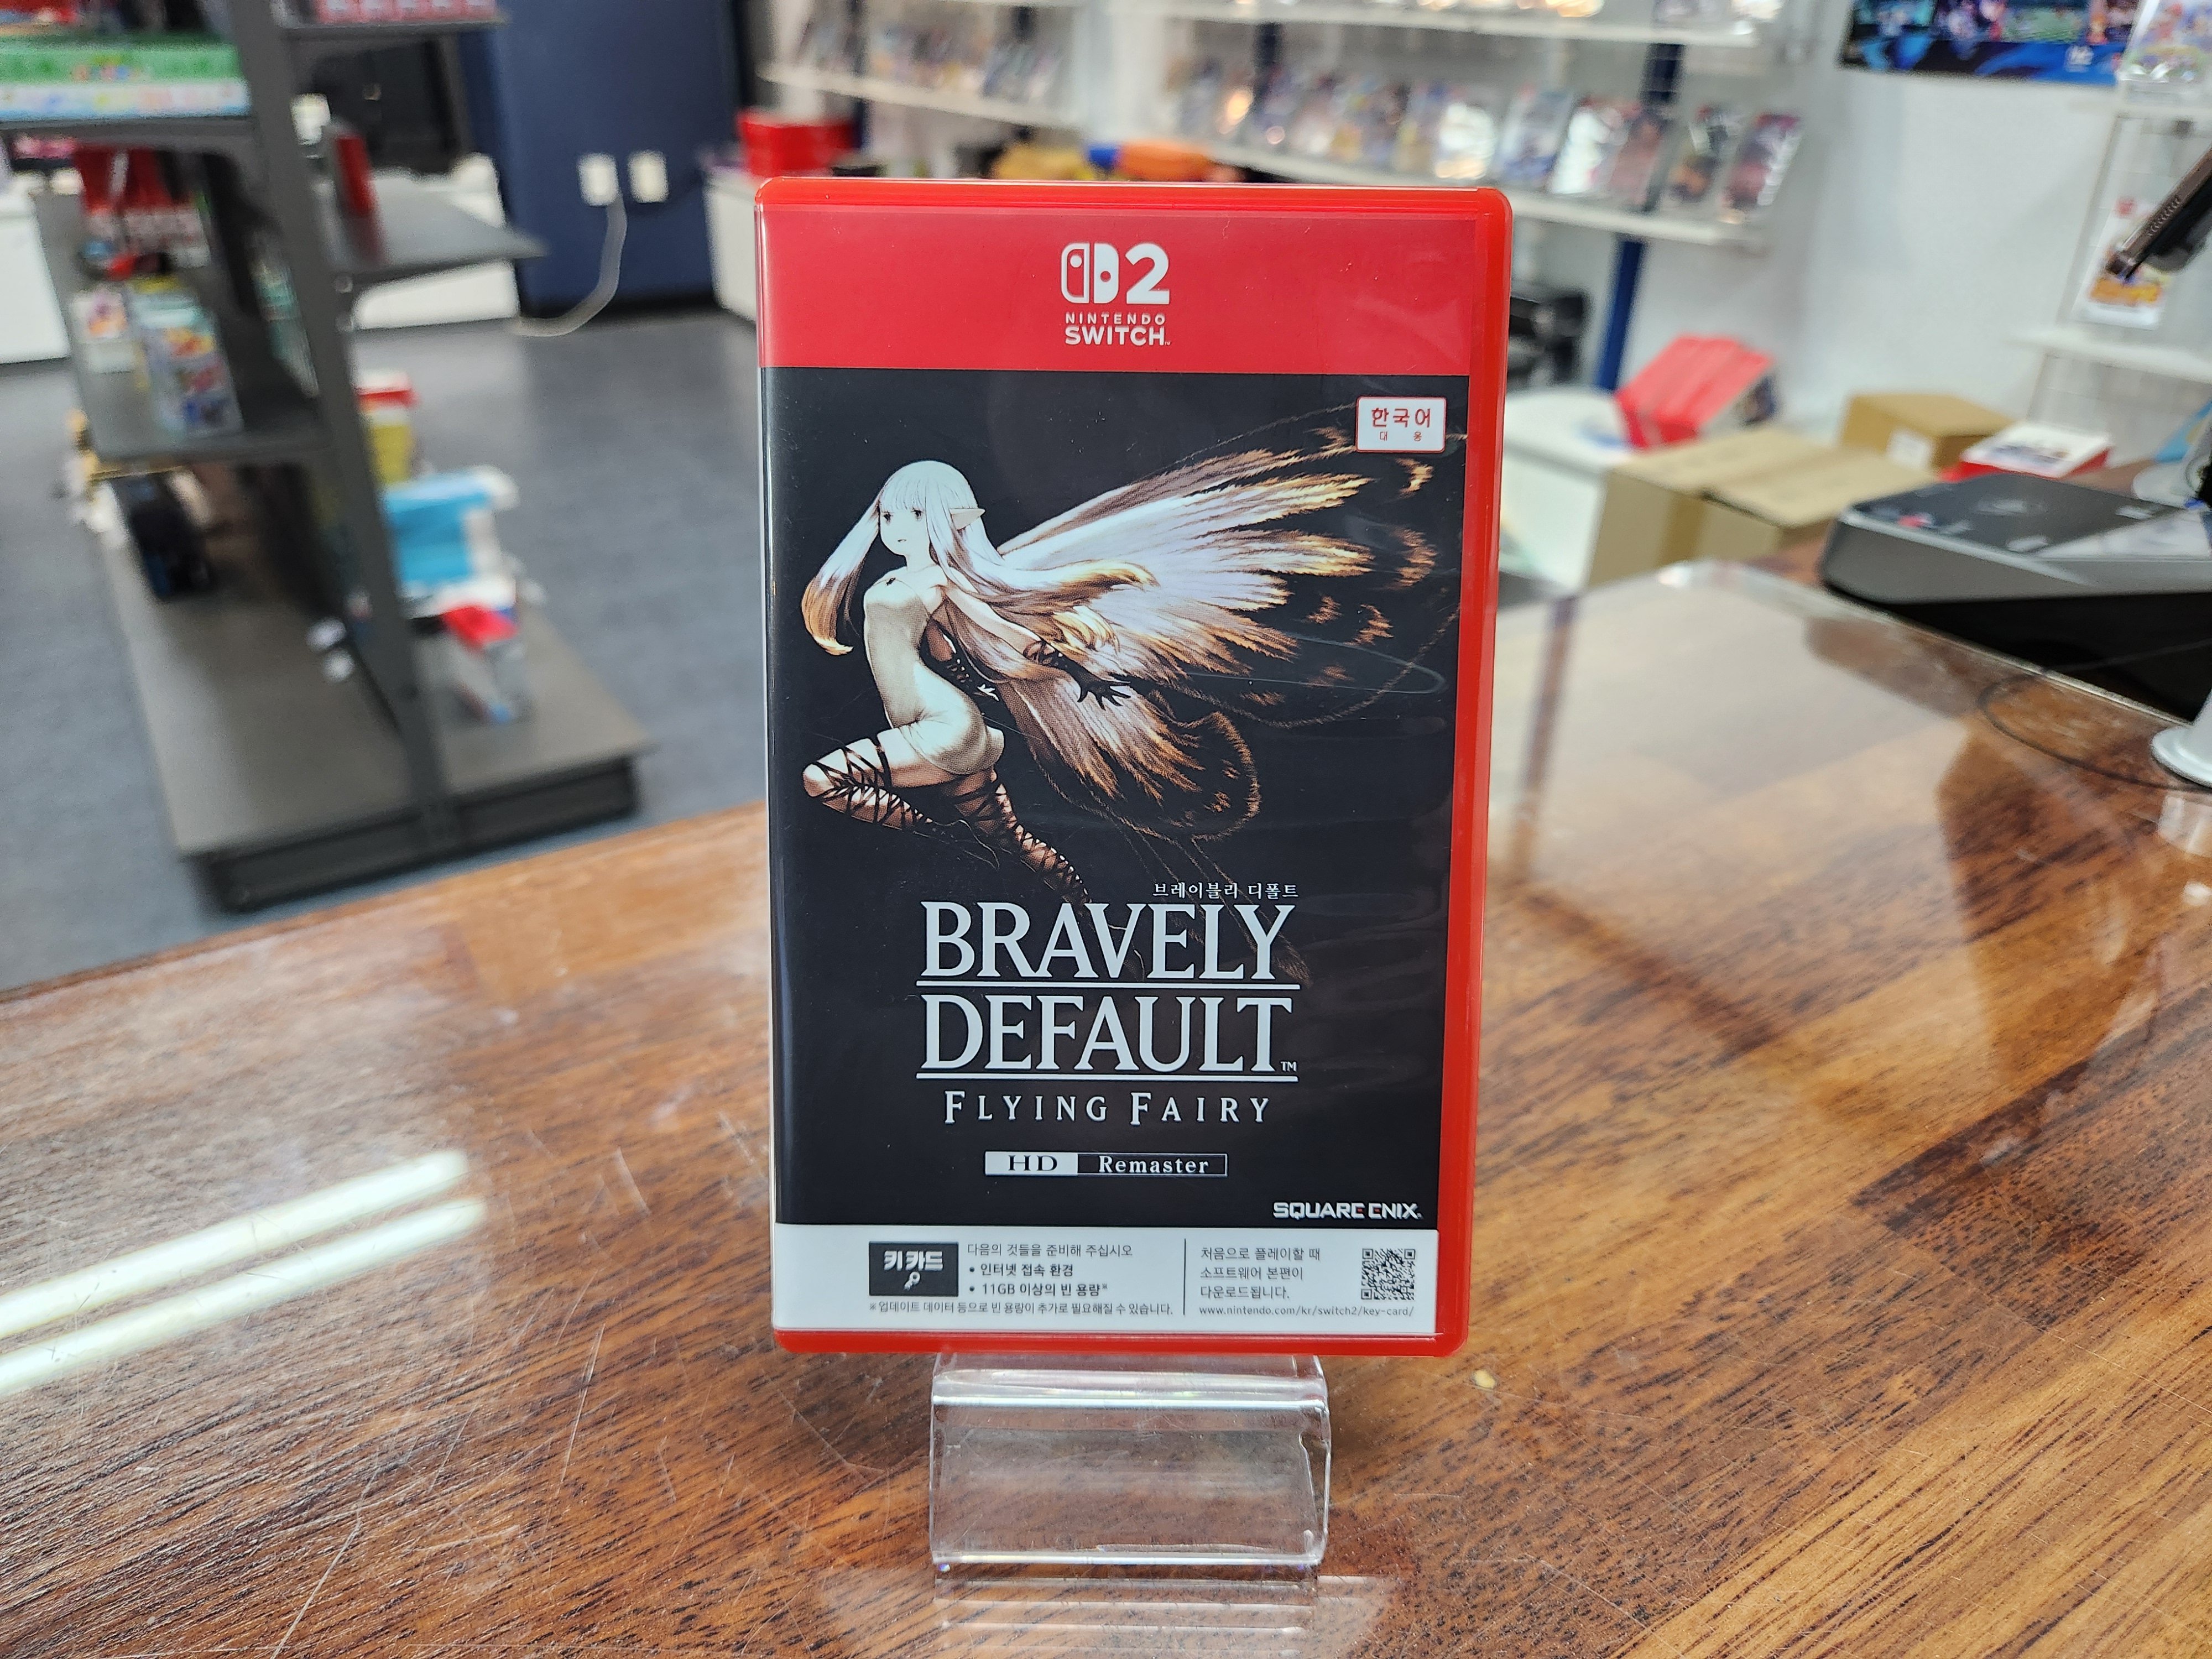 2
NINTENDO
SWITCH™
한국어
대 응
브레이블리 디폴트
BRAVELY
DEFAULT™
FLYING FAIRY
HD Remaster
SQUARE ENIX
키 카드
다음의 것들을 준비해 주십시오
• 인터넷 접속 환경
• 11GB 이상의 빈 용량※
※업데이트 데이터 등으로 빈 용량이 추가로 필요해질 수 있습니다.
처음으로 플레이할 때
소프트웨어 본편이
다운로드됩니다.
www.nintendo.com/kr/switch2/key-card/